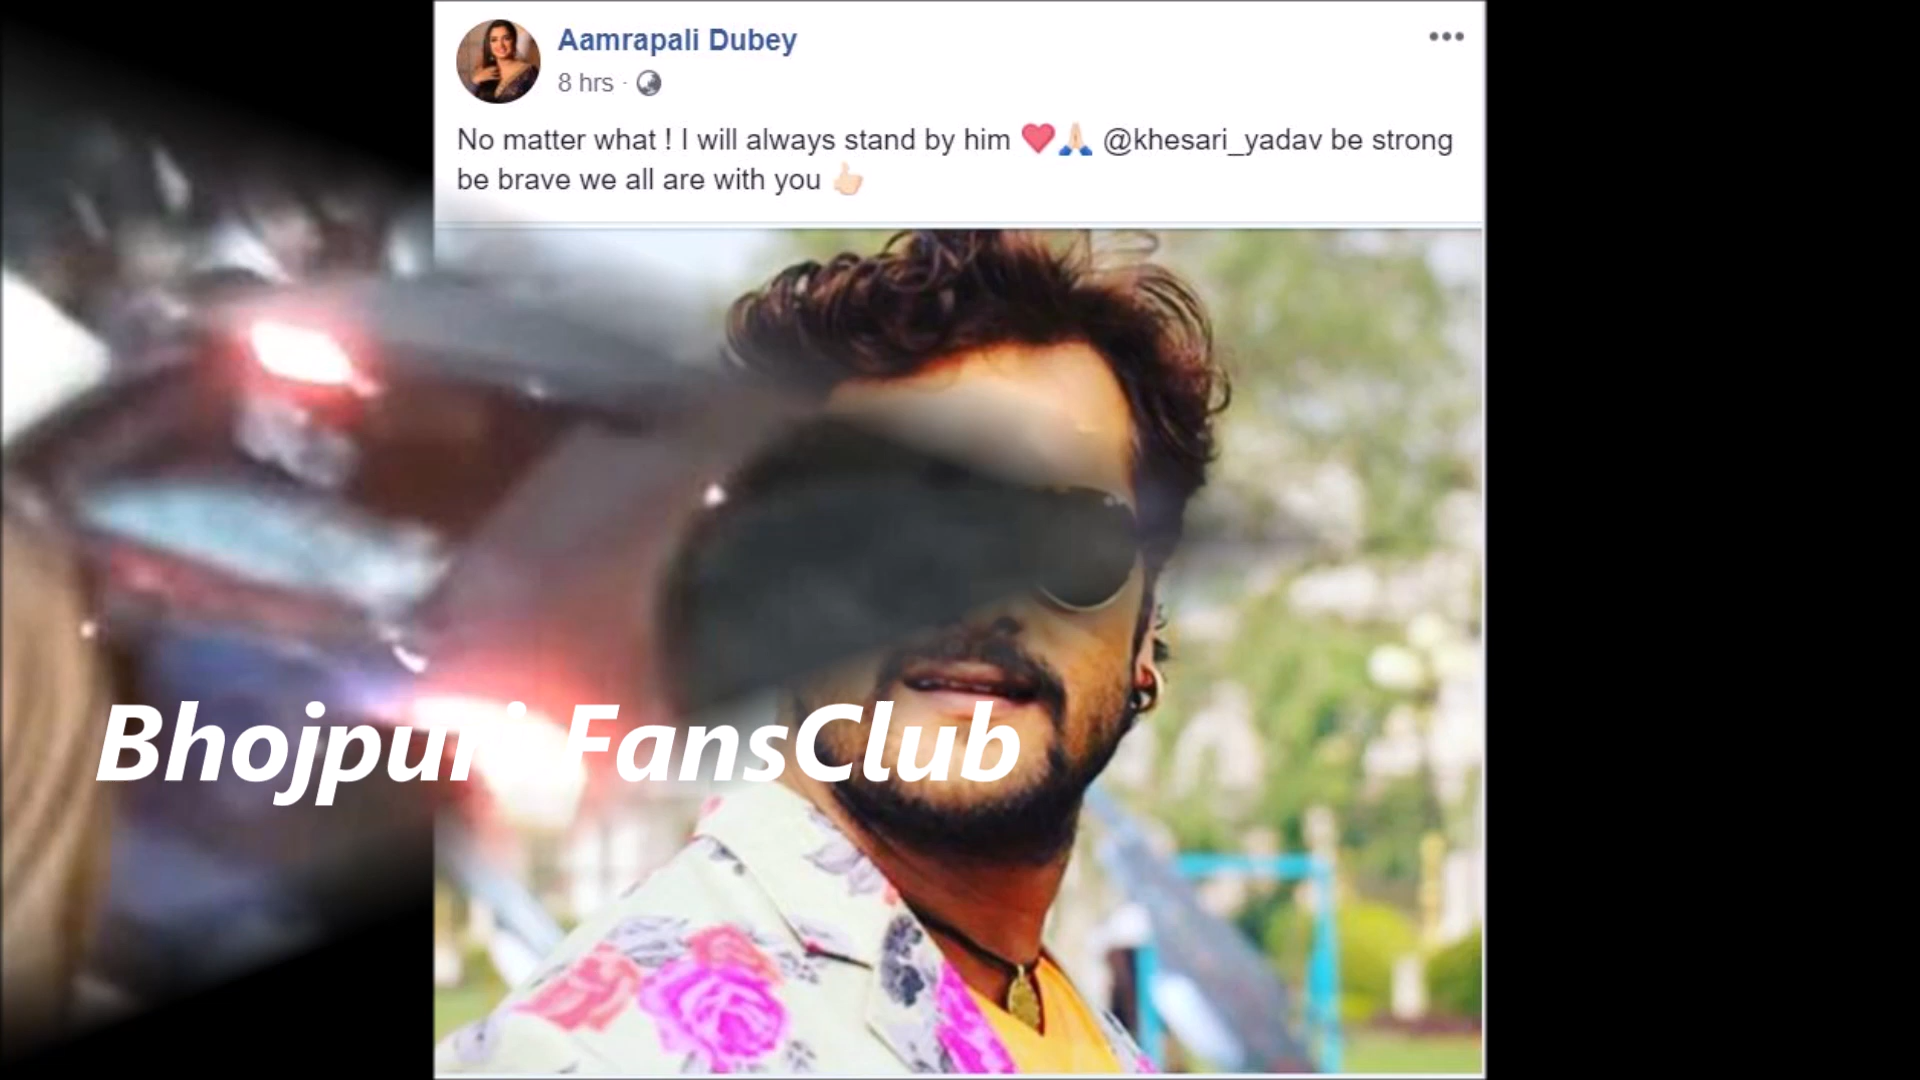 Aamrapali Dubey
8 hrs ·
No matter what ! I will always stand by him ❤️🙏🏻 @khesari_yadav be strong
be brave we all are with you 👍🏻
Bhojpuri FansClub